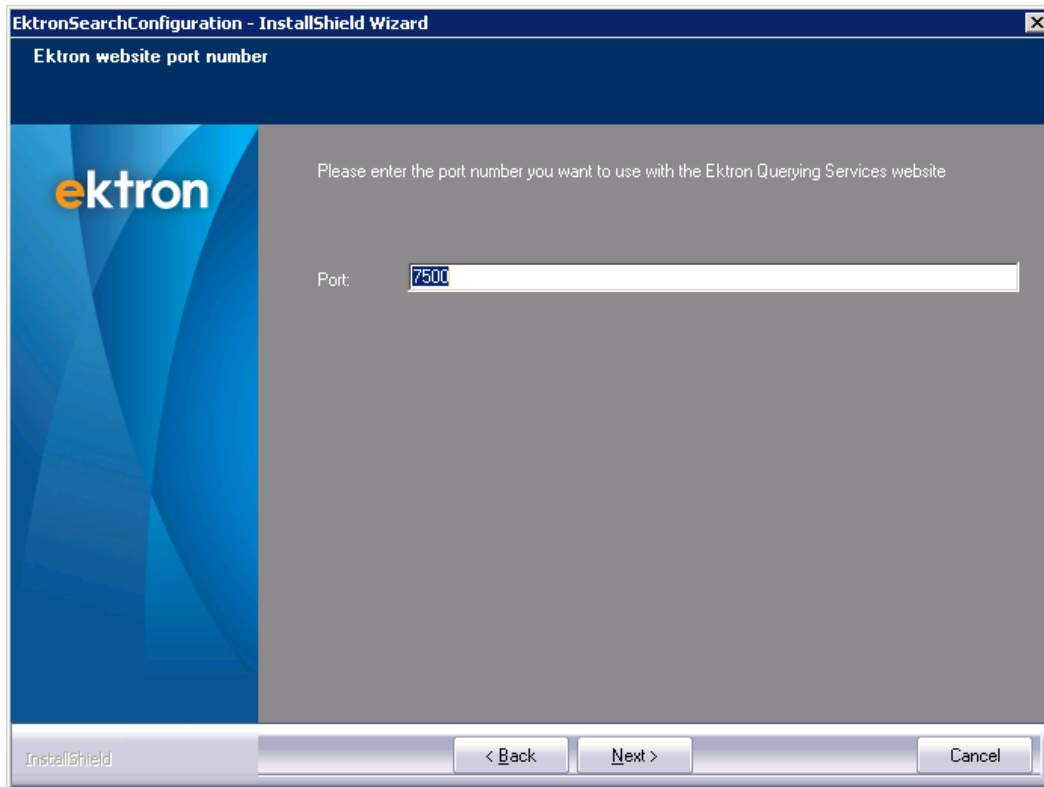 EktronSearchConfiguration - InstallShield Wizard
Ektron website port number
ektron
Please enter the port number you want to use with the Ektron Querying Services website
Port: 7500
InstallShield
< Back Next > Cancel